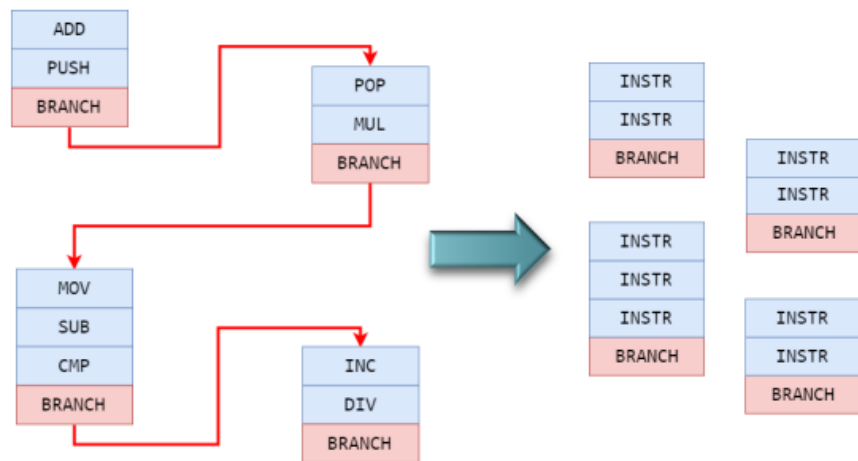 ADD
PUSH
BRANCH
POP
MUL
BRANCH
MOV
SUB
CMP
BRANCH
INC
DIV
BRANCH
INSTR
INSTR
BRANCH
INSTR
INSTR
BRANCH
INSTR
INSTR
INSTR
BRANCH
INSTR
INSTR
BRANCH